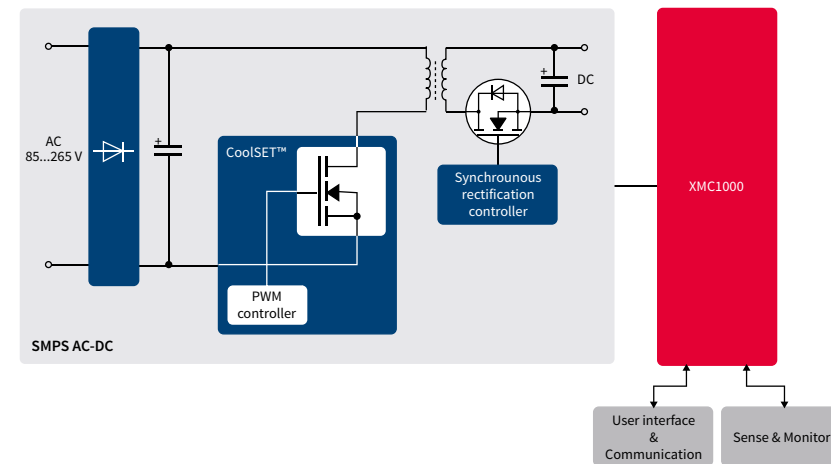 AC
85...265 V
+
CoolSET™
PWM
controller
+
DC
Synchrounous
rectification
controller
SMPS AC-DC
XMC1000
User interface
&
Communication
Sense & Monitor